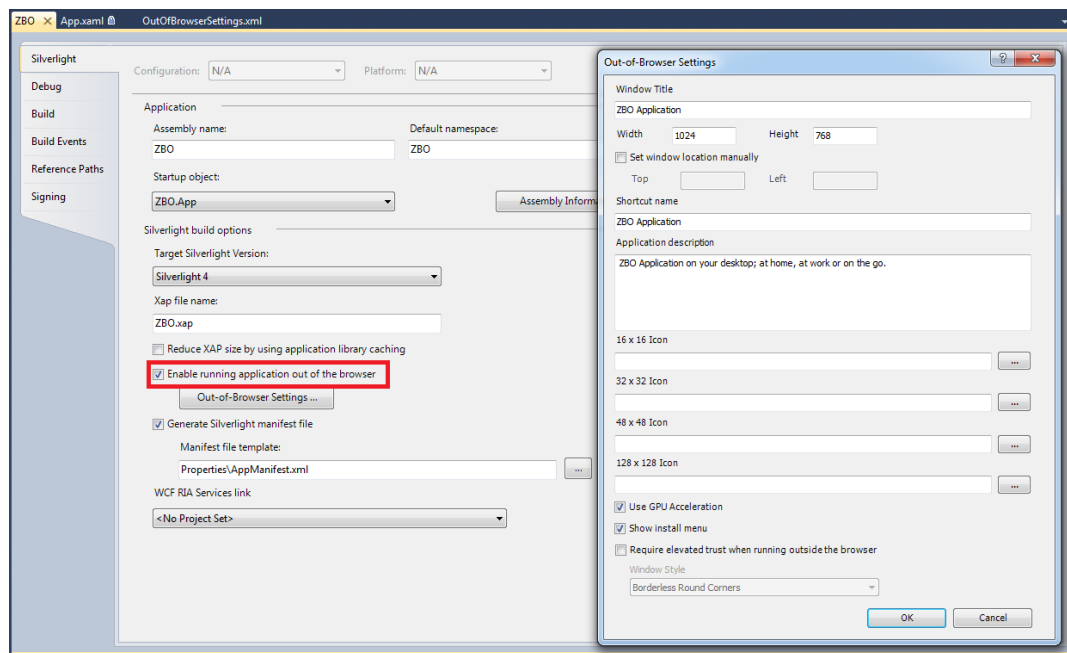 ZBO
App.xaml
OutOfBrowserSettings.xml
Silverlight
Debug
Build
Build Events
Reference Paths
Signing
Configuration: N/A Platform: N/A
Application
Assembly name: Default namespace:
ZBO ZBO
Startup object:
ZBO.App Assembly Inform
Silverlight build options
Target Silverlight Version:
Silverlight 4
Xap file name:
ZBO.xap
Reduce XAP size by using application library caching
Enable running application out of the browser
Out-of-Browser Settings ...
Generate Silverlight manifest file
Manifest file template:
Properties\AppManifest.xml ...
WCF RIA Services link
<No Project Set>
Out-of-Browser Settings
Window Title
ZBO Application
Width 1024 Height 768
Set window location manually
Top Left
Shortcut name
ZBO Application
Application description
ZBO Application on your desktop; at home, at work or on the go.
16 x 16 Icon
...
32 x 32 Icon
...
48 x 48 Icon
...
128 x 128 Icon
...
Use GPU Acceleration
Show install menu
Require elevated trust when running outside the browser
Window Style
Borderless Round Corners
OK Cancel